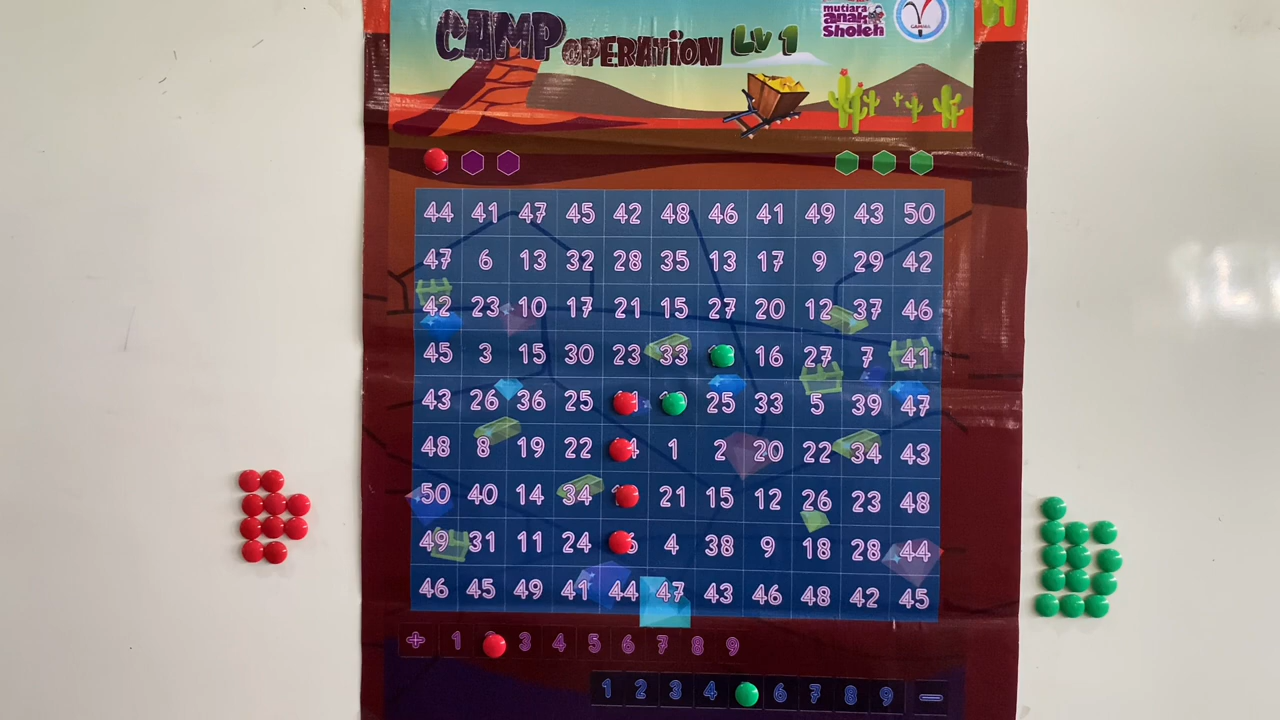 CAMP OPERATION Lv 1
mutiara
anak
Sholeh
44 41 47 45 42 48 46 41 49 43 50
47 6 13 32 28 35 13 17 9 29 42
42 23 10 17 21 15 27 20 12 37 46
45 3 15 30 23 33 16 27 7 41
43 26 36 25 25 33 5 39 47
48 8 19 22 1 2 20 22 34 43
50 40 14 34 21 15 12 26 23 48
49 31 11 24 4 38 9 18 28 44
46 45 49 41 44 47 43 46 48 42 45
+ 1 3 4 5 6 7 8 9
1 2 3 4 6 7 8 9 -